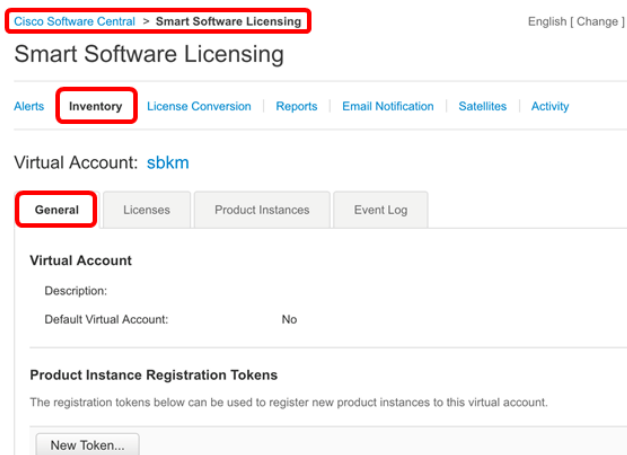 Cisco Software Central > Smart Software Licensing
English [ Change ]
Smart Software Licensing
Alerts Inventory License Conversion Reports Email Notification Satellites Activity
Virtual Account: sbkm
General Licenses Product Instances Event Log
Virtual Account
Description:
Default Virtual Account: No
Product Instance Registration Tokens
The registration tokens below can be used to register new product instances to this virtual account.
New Token...